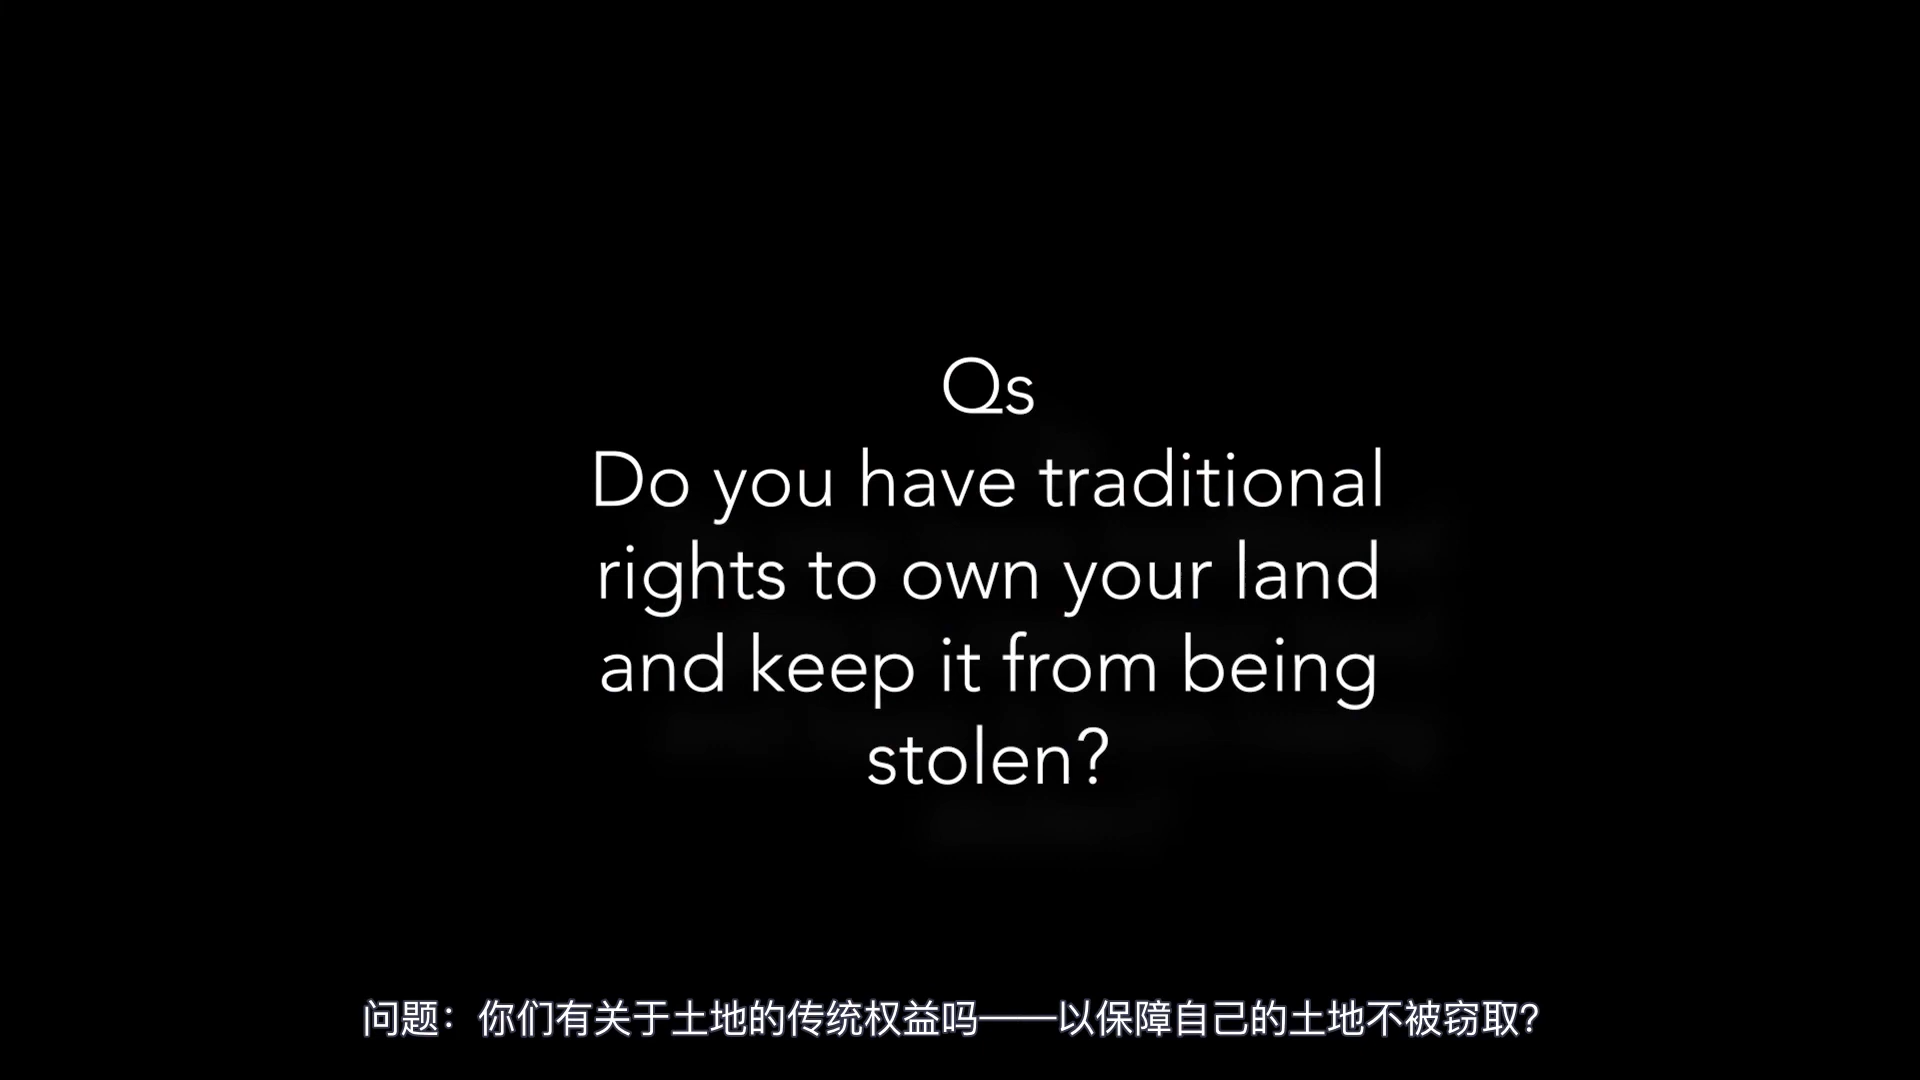 Qs
Do you have traditional
rights to own your land
and keep it from being
stolen?
问题：你们有关于土地的传统权益吗——以保障自己的土地不被窃取？